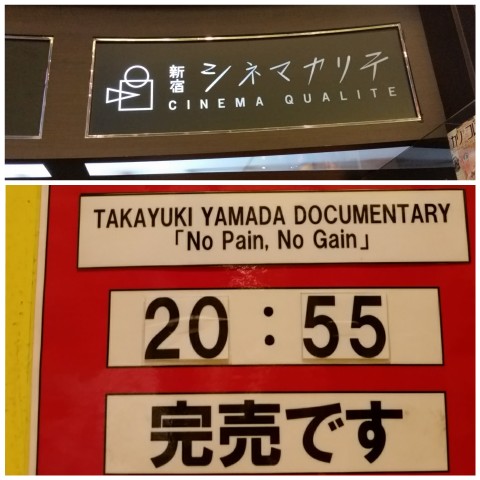 新宿 シネマカリテ
CINEMA QUALITE
TAKAYUKI YAMADA DOCUMENTARY
「No Pain, No Gain」
20:55
完売です